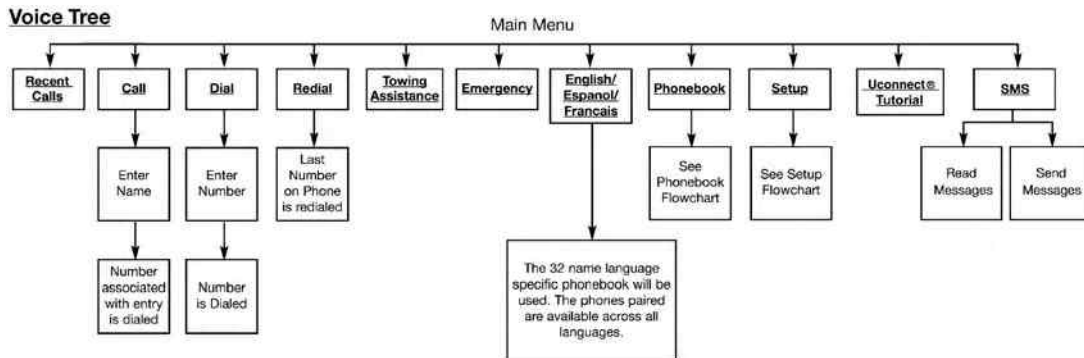 Voice Tree
Main Menu
Recent
Calls
Call
Dial
Redial
Towing
Assistance
Emergency
English/
Espanol/
Francais
Phonebook
Setup
Uconnect®
Tutorial
SMS
Enter
Name
Enter
Number
Last
Number
on Phone
is redialed
See
Phonebook
Flowchart
See Setup
Flowchart
Read
Messages
Send
Messages
Number
associated
with entry
is dialed
Number
is Dialed
The 32 name language
specific phonebook will be
used. The phones paired
are available across all
languages.